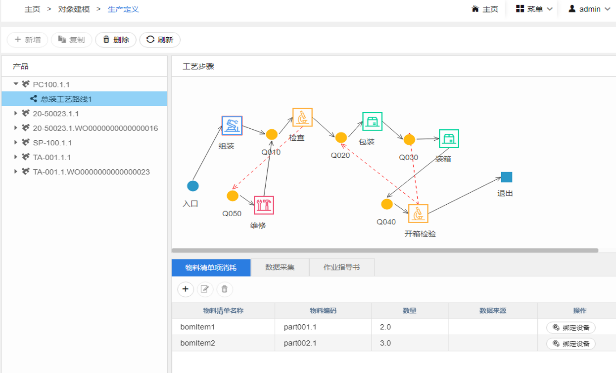 主页 > 对象建模 > 生产定义
主页 菜单 admin
新增 复制 删除 刷新
产品
PC100.1.1
总装工艺路线1
20-50023.1.1
20-50023.1.WO0000000000000016
SP-100.1.1
TA-001.1.1
TA-001.1.WO0000000000000023
工艺步骤
组装
Q010
检查
Q020
包装
Q030
装箱
入口
Q050
维修
Q040
开箱检验
退出
物料清单项消耗 数据采集 作业指导书
物料清单名称 物料编码 数量 数据来源 操作
bomitem1 part001.1 2.0 绑定设备
bomitem2 part002.1 3.0 绑定设备